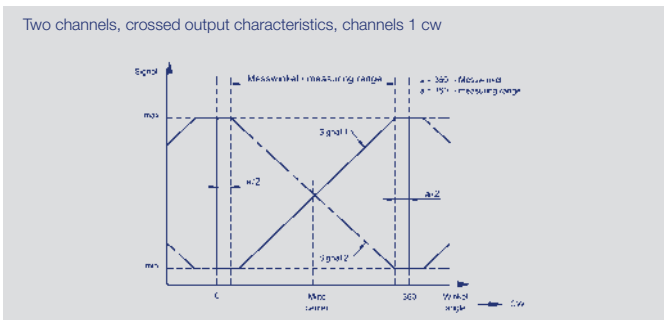 Two channels, crossed output characteristics, channels 1 cw
Signal
Messwinkel - measuring range
a = 360° - Messwinkel
a = 360° - measuring range
max
Signal 1
a/2
a/2
Signal 2
min
0
Mitte
center
360
Winkel
angle
cw